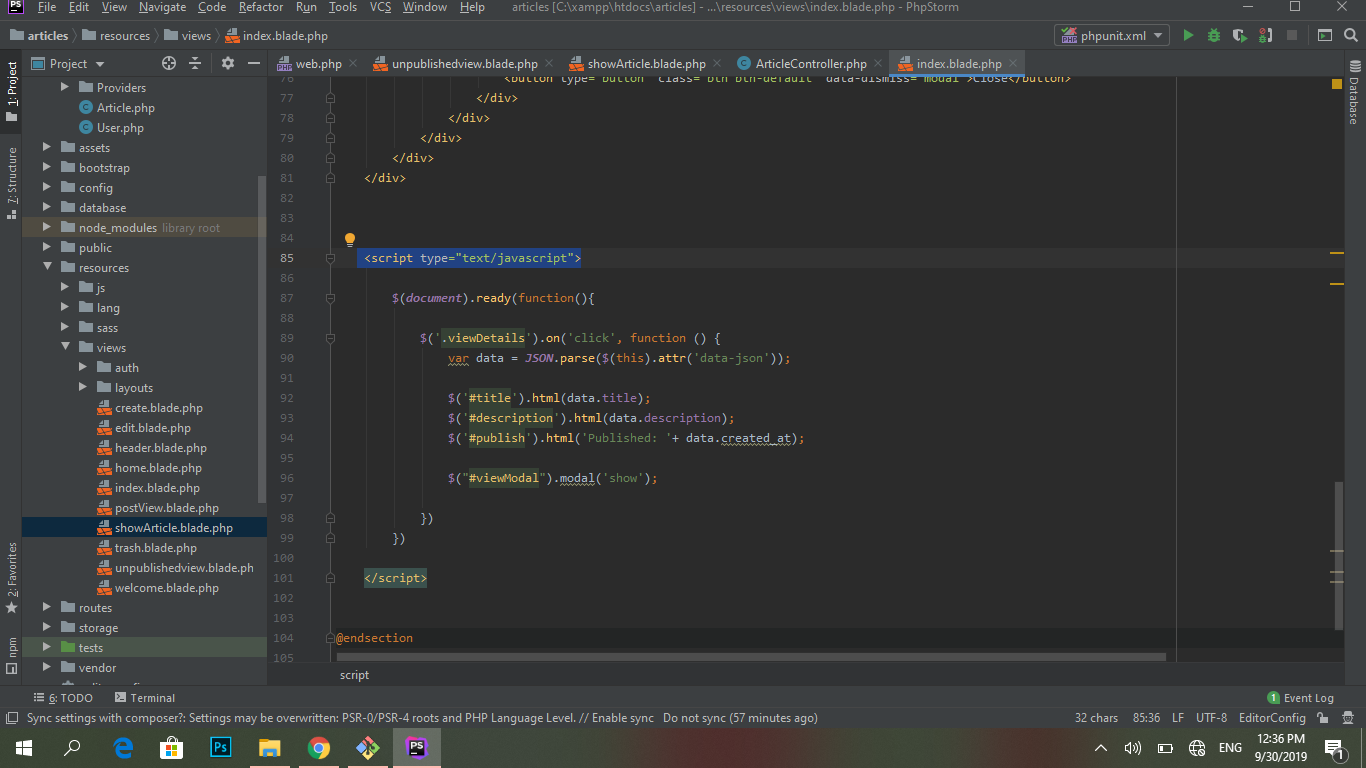 File Edit View Navigate Code Refactor Run Tools VCS Window Help articles [C:\xampp\htdocs\articles] - ...\resources\views\index.blade.php - PhpStorm
articles resources views index.blade.php phpunit.xml
Project web.php unpublishedview.blade.php showArticle.blade.php ArticleController.php index.blade.php
1: Project
7: Structure
2: Favorites
npm
Database
Providers
Article.php
User.php
assets
bootstrap
config
database
node_modules library root
public
resources
js
lang
sass
views
auth
layouts
create.blade.php
edit.blade.php
header.blade.php
home.blade.php
index.blade.php
postView.blade.php
showArticle.blade.php
trash.blade.php
unpublishedview.blade.ph
welcome.blade.php
routes
storage
tests
vendor
76 <button type="button" class="btn btn-default" data-dismiss="modal">Close</button>
77 </div>
78 </div>
79 </div>
80 </div>
81 </div>
82
83
84
85 <script type="text/javascript">
86
87 $(document).ready(function(){
88
89 $('.viewDetails').on('click', function () {
90 var data = JSON.parse($(this).attr('data-json'));
91
92 $('#title').html(data.title);
93 $('#description').html(data.description);
94 $('#publish').html('Published: '+ data.created_at);
95
96 $("#viewModal").modal('show');
97
98 })
99 })
100
101 </script>
102
103
104 @endsection
105
script
6: TODO Terminal 1 Event Log
Sync settings with composer?: Settings may be overwritten: PSR-0/PSR-4 roots and PHP Language Level. // Enable sync Do not sync (57 minutes ago) 32 chars 85:36 LF UTF-8 EditorConfig
ENG 12:36 PM
9/30/2019 1